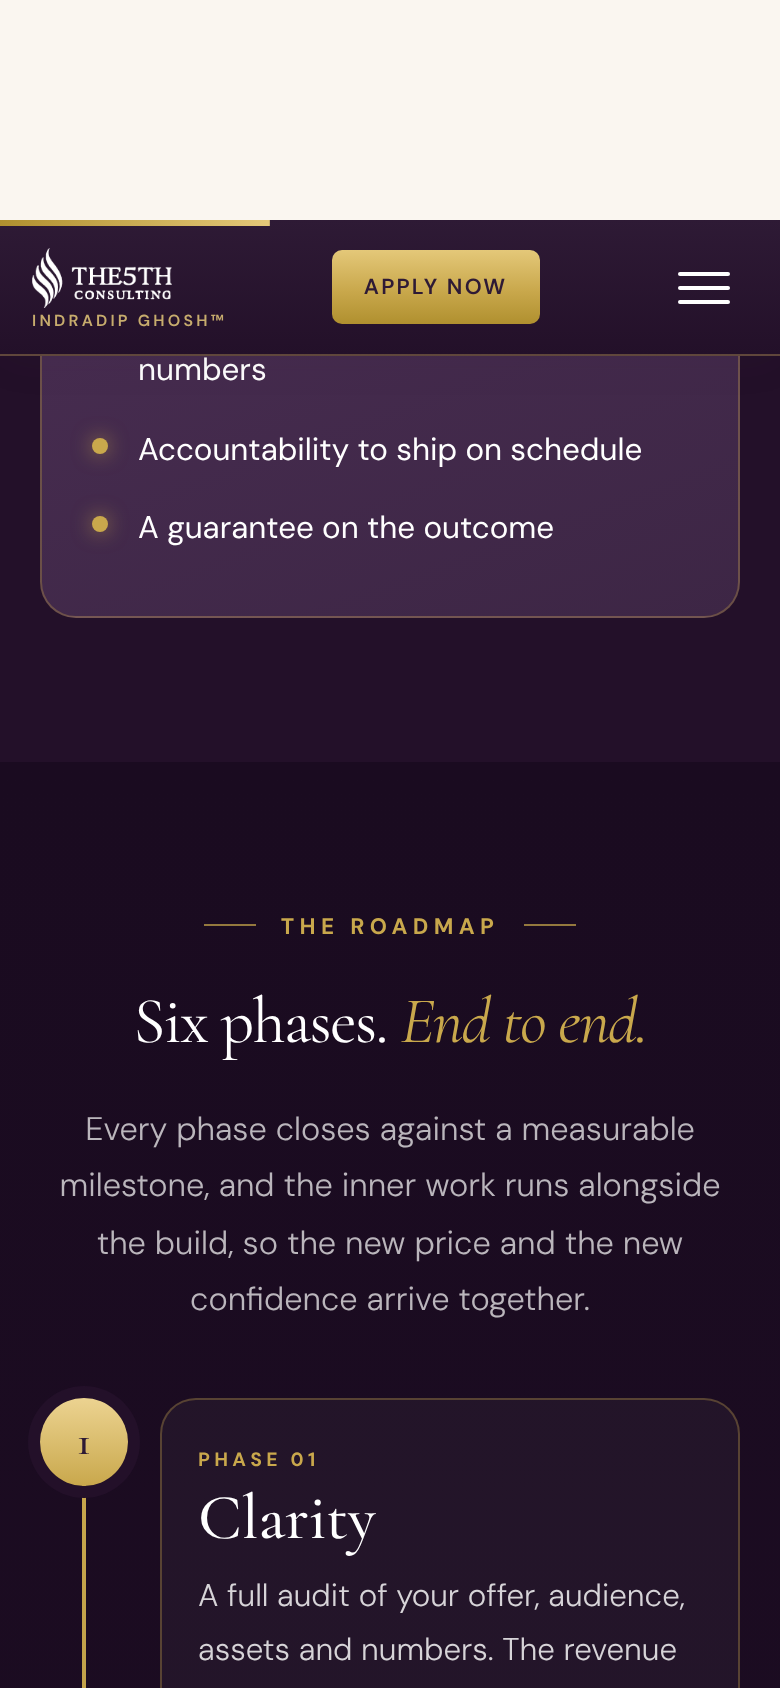 THE5TH
CONSULTING
INDRADIP GHOSH™
APPLY NOW
numbers
Accountability to ship on schedule
A guarantee on the outcome
THE ROADMAP
Six phases. End to end.
Every phase closes against a measurable
milestone, and the inner work runs alongside
the build, so the new price and the new
confidence arrive together.
1
PHASE 01
Clarity
A full audit of your offer, audience,
assets and numbers. The revenue